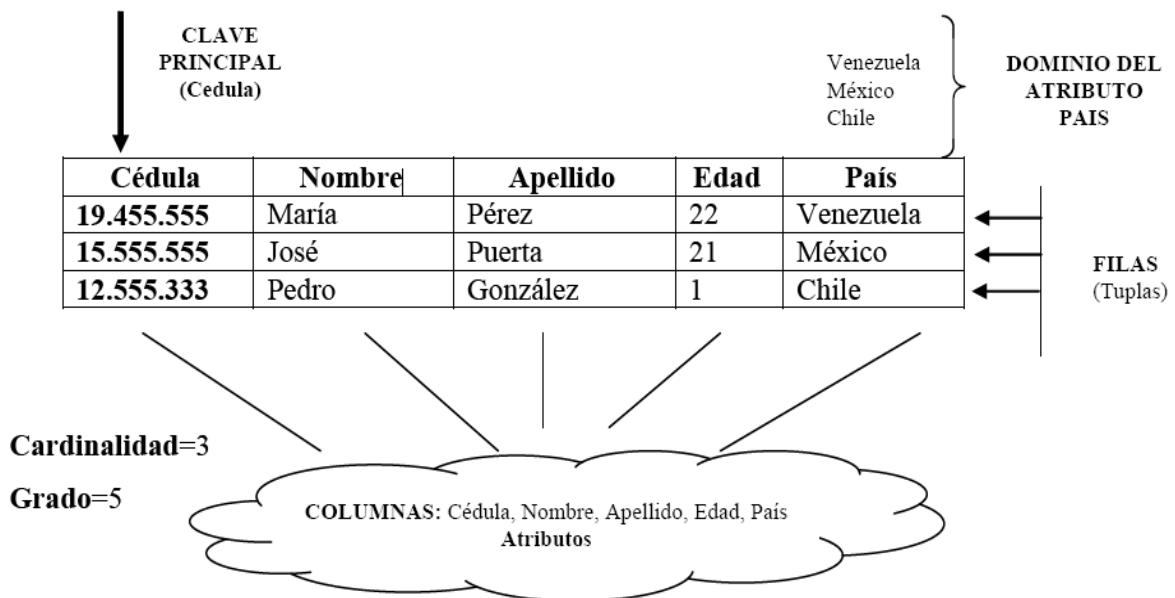 CLAVE
PRINCIPAL
(Cedula)
Venezuela
México
Chile
DOMINIO DEL
ATRIBUTO
PAIS
Cédula Nombre Apellido Edad País
19.455.555 María Pérez 22 Venezuela
15.555.555 José Puerta 21 México
12.555.333 Pedro González 1 Chile
FILAS
(Tuplas)
Cardinalidad=3
Grado=5
COLUMNAS: Cédula, Nombre, Apellido, Edad, País
Atributos